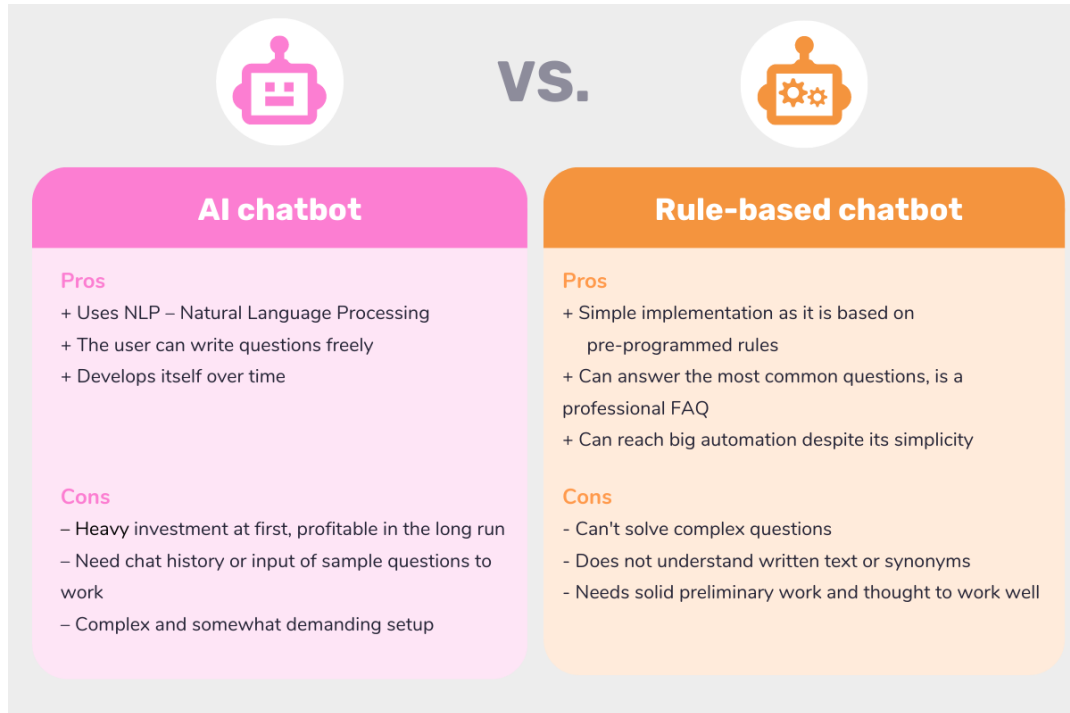 VS.
AI chatbot
Pros
+ Uses NLP – Natural Language Processing
+ The user can write questions freely
+ Develops itself over time
Cons
– Heavy investment at first, profitable in the long run
– Need chat history or input of sample questions to
work
– Complex and somewhat demanding setup
Rule-based chatbot
Pros
+ Simple implementation as it is based on
pre-programmed rules
+ Can answer the most common questions, is a
professional FAQ
+ Can reach big automation despite its simplicity
Cons
- Can't solve complex questions
- Does not understand written text or synonyms
- Needs solid preliminary work and thought to work well